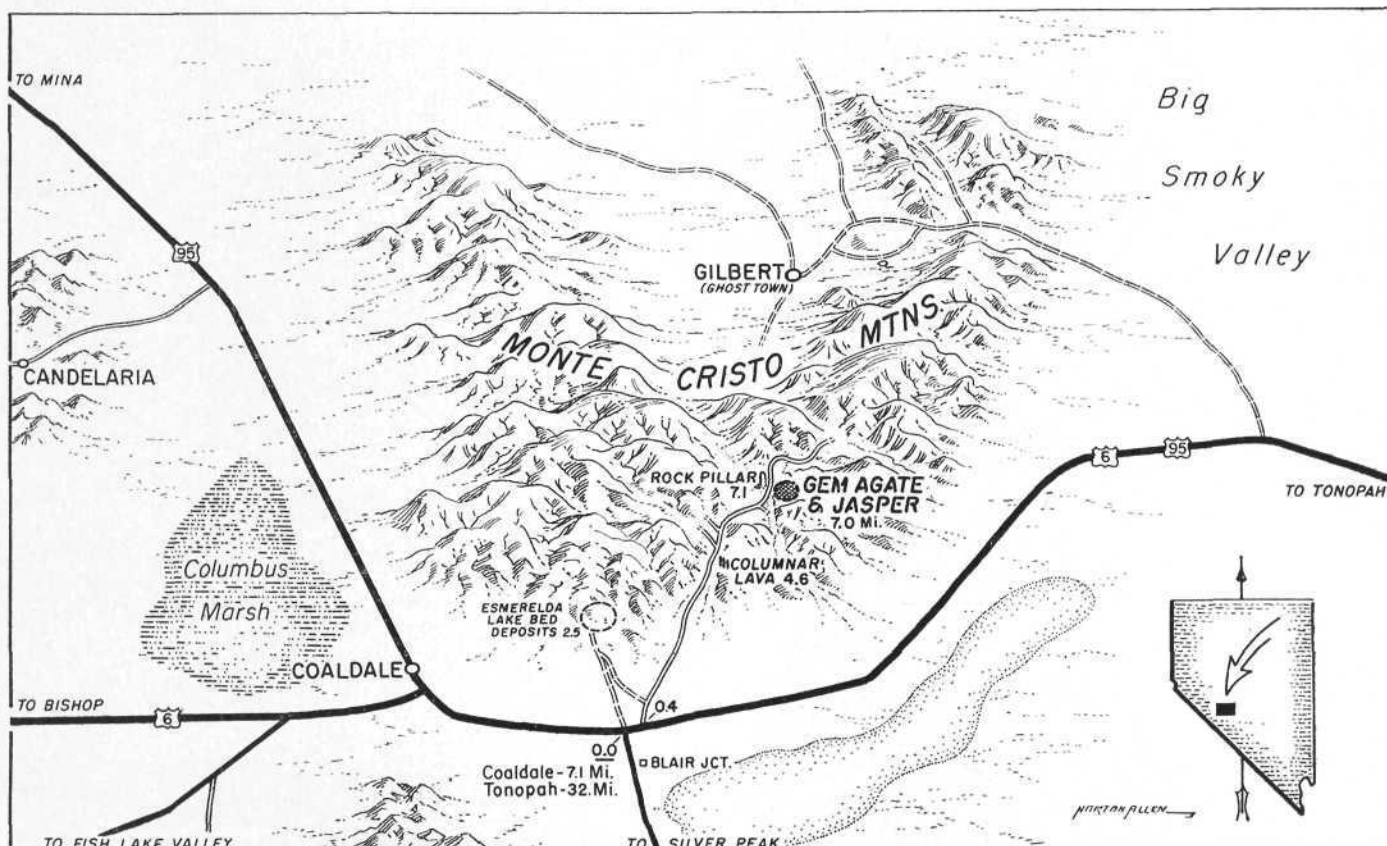 TO MINA
Big
Smoky
Valley
95
GILBERT
(GHOST TOWN)
MONTE CRISTO MTNS
CANDELARIA
6
95
TO TONOPAH
ROCK PILLAR
7.1
GEM AGATE
& JASPER
7.0 Mi.
COLUMNAR
LAVA 4.6
Columbus
Marsh
ESMERELDA
LAKE BED
DEPOSITS 2.5
COALDALE
TO BISHOP
6
0.4
0.0
BLAIR JCT.
Coaldale-7.1 Mi.
Tonopah-32. Mi.
NORTON ALLEN
TO FISH LAKE VALLEY
TO SILVER PEAK